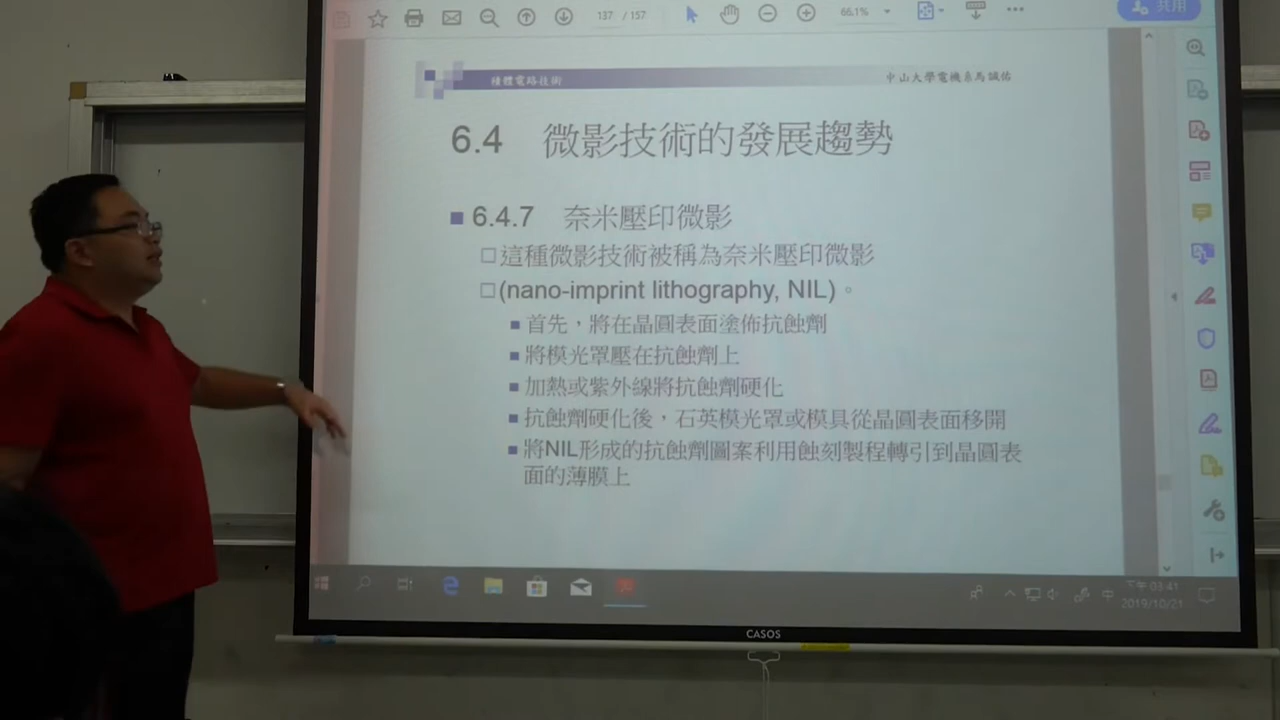 137 / 157
66.1%
共用
積體電路技術
中山大學電機系馬誠佑
6.4 微影技術的發展趨勢
6.4.7 奈米壓印微影
這種微影技術被稱為奈米壓印微影
(nano-imprint lithography, NIL)。
首先，將在晶圓表面塗佈抗蝕劑
將模光罩壓在抗蝕劑上
加熱或紫外線將抗蝕劑硬化
抗蝕劑硬化後，石英模光罩或模具從晶圓表面移開
將NIL形成的抗蝕劑圖案利用蝕刻製程轉引到晶圓表
面的薄膜上
中
下午 03:41
2019/10/21
CASOS